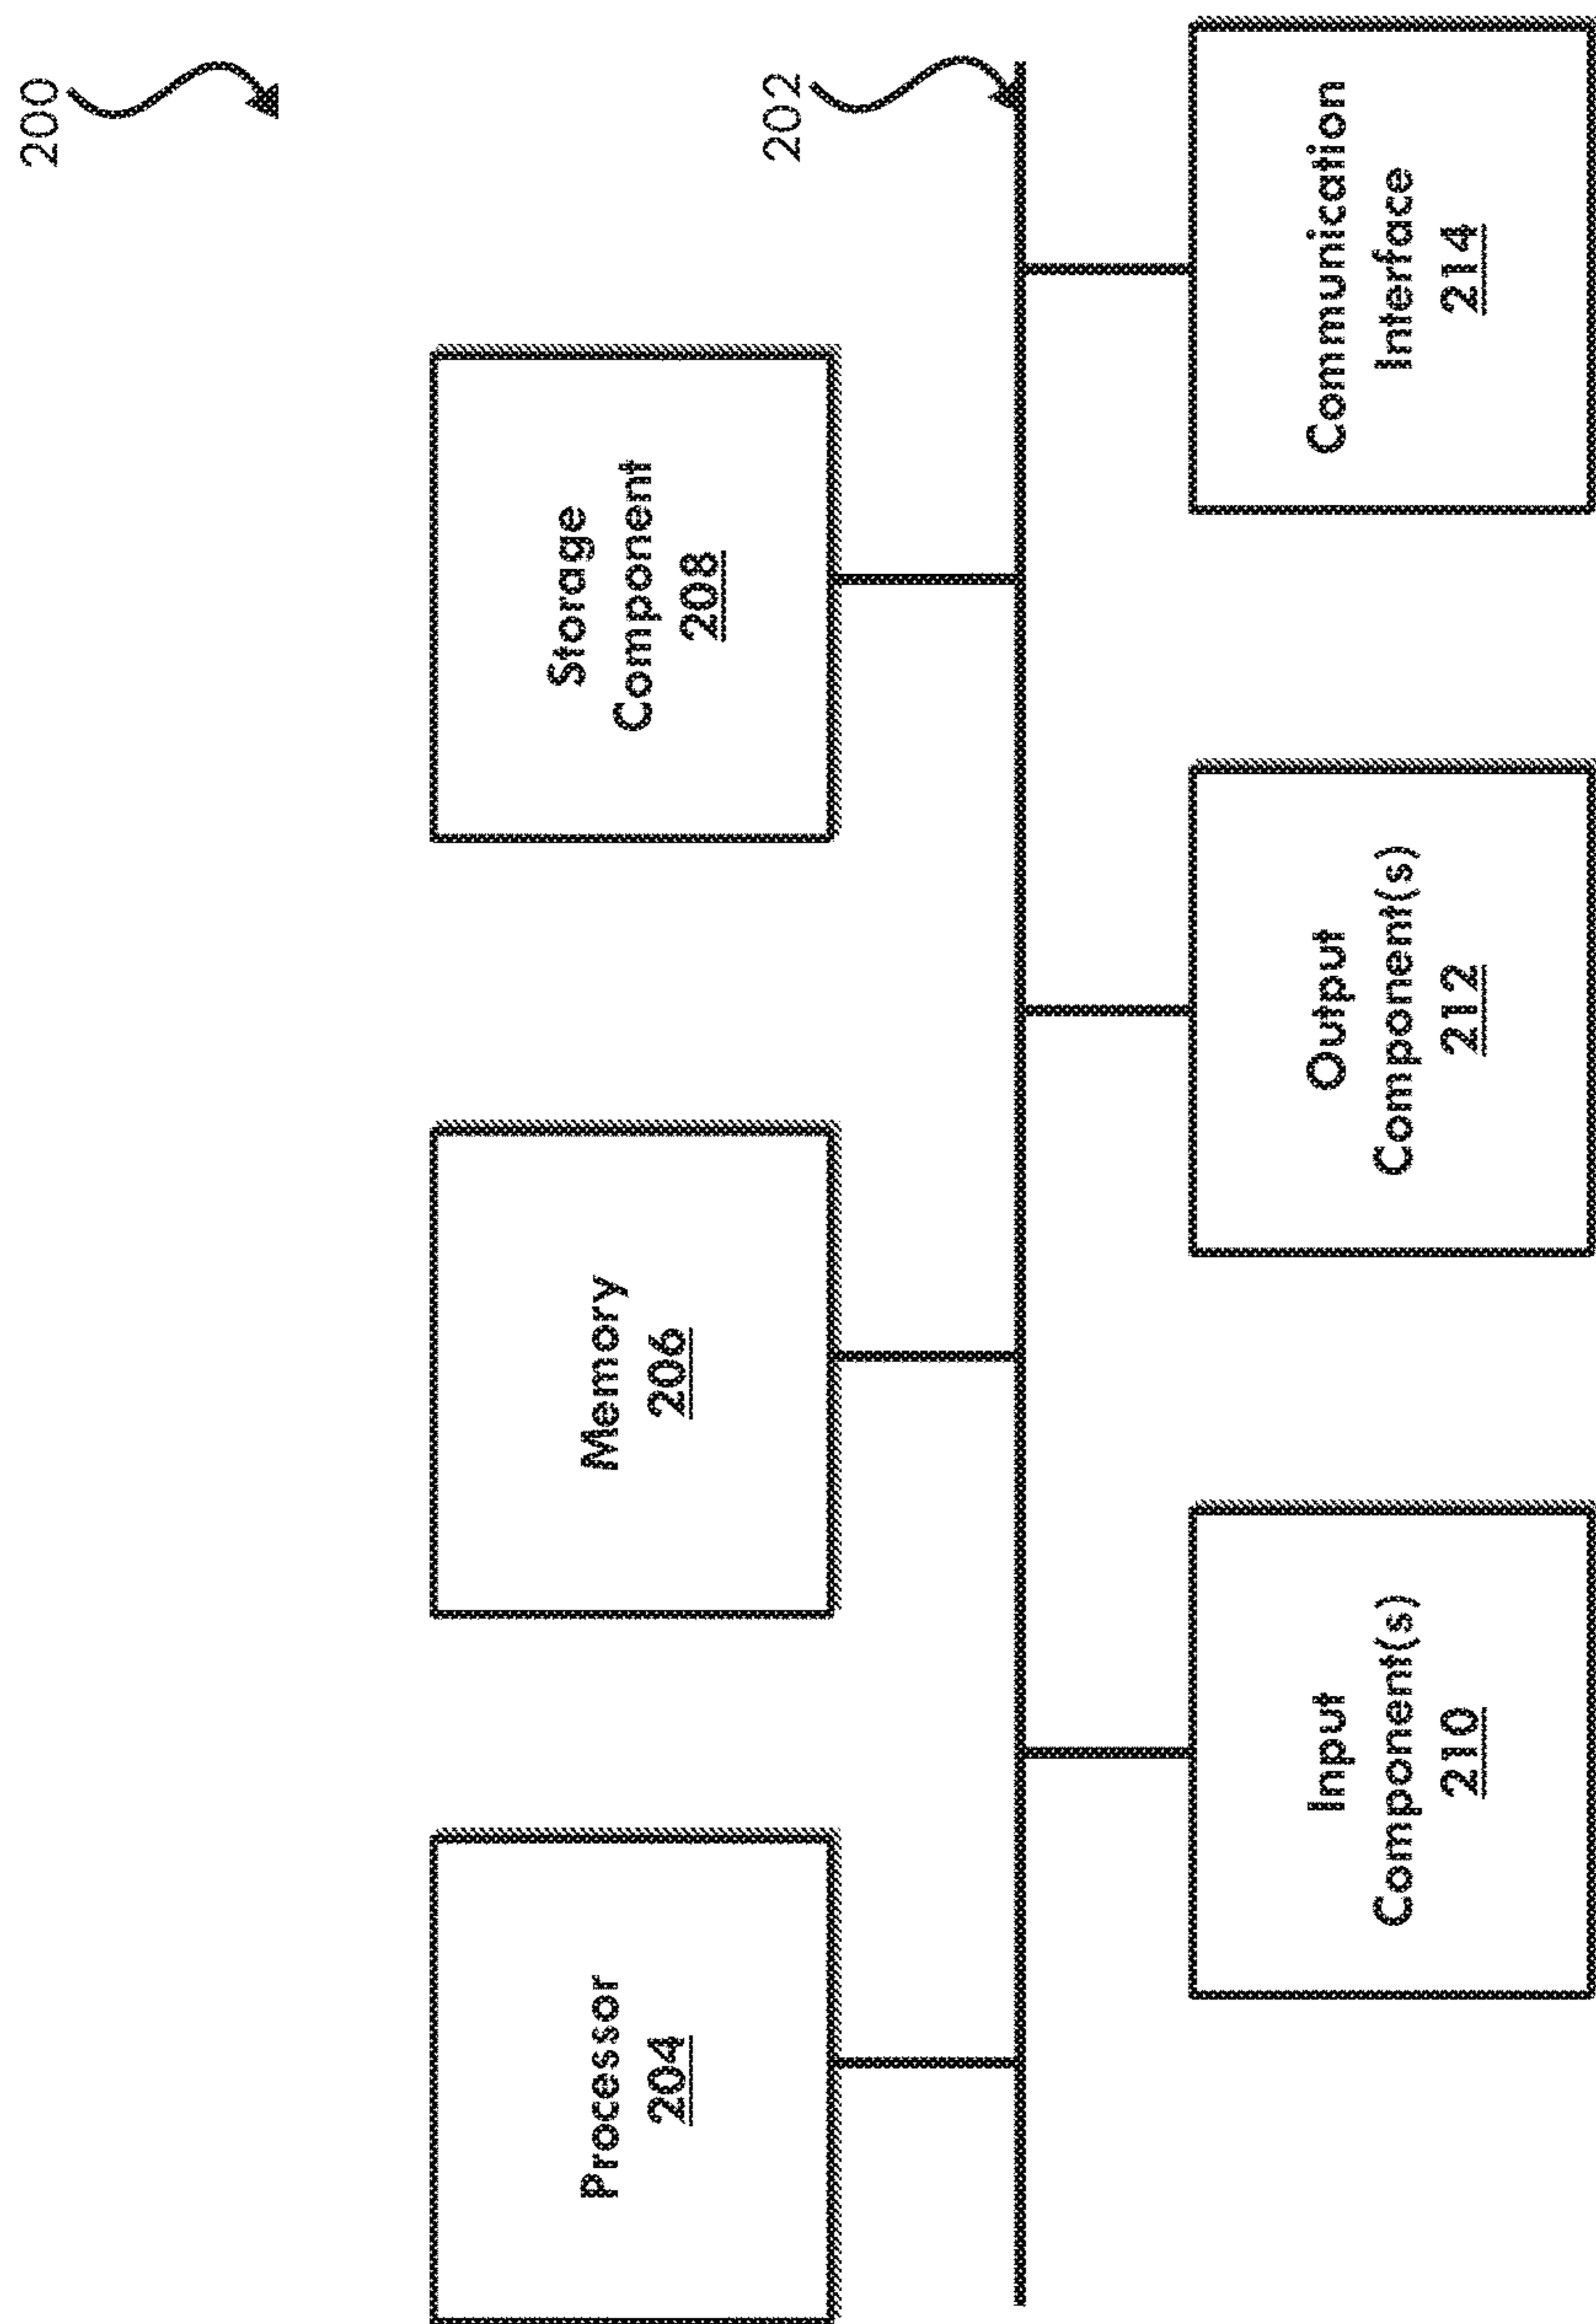 200
Processor
204
Memory
206
Storage
Component
208
202
Input
Component(s)
210
Output
Component(s)
212
Communication
Interface
214